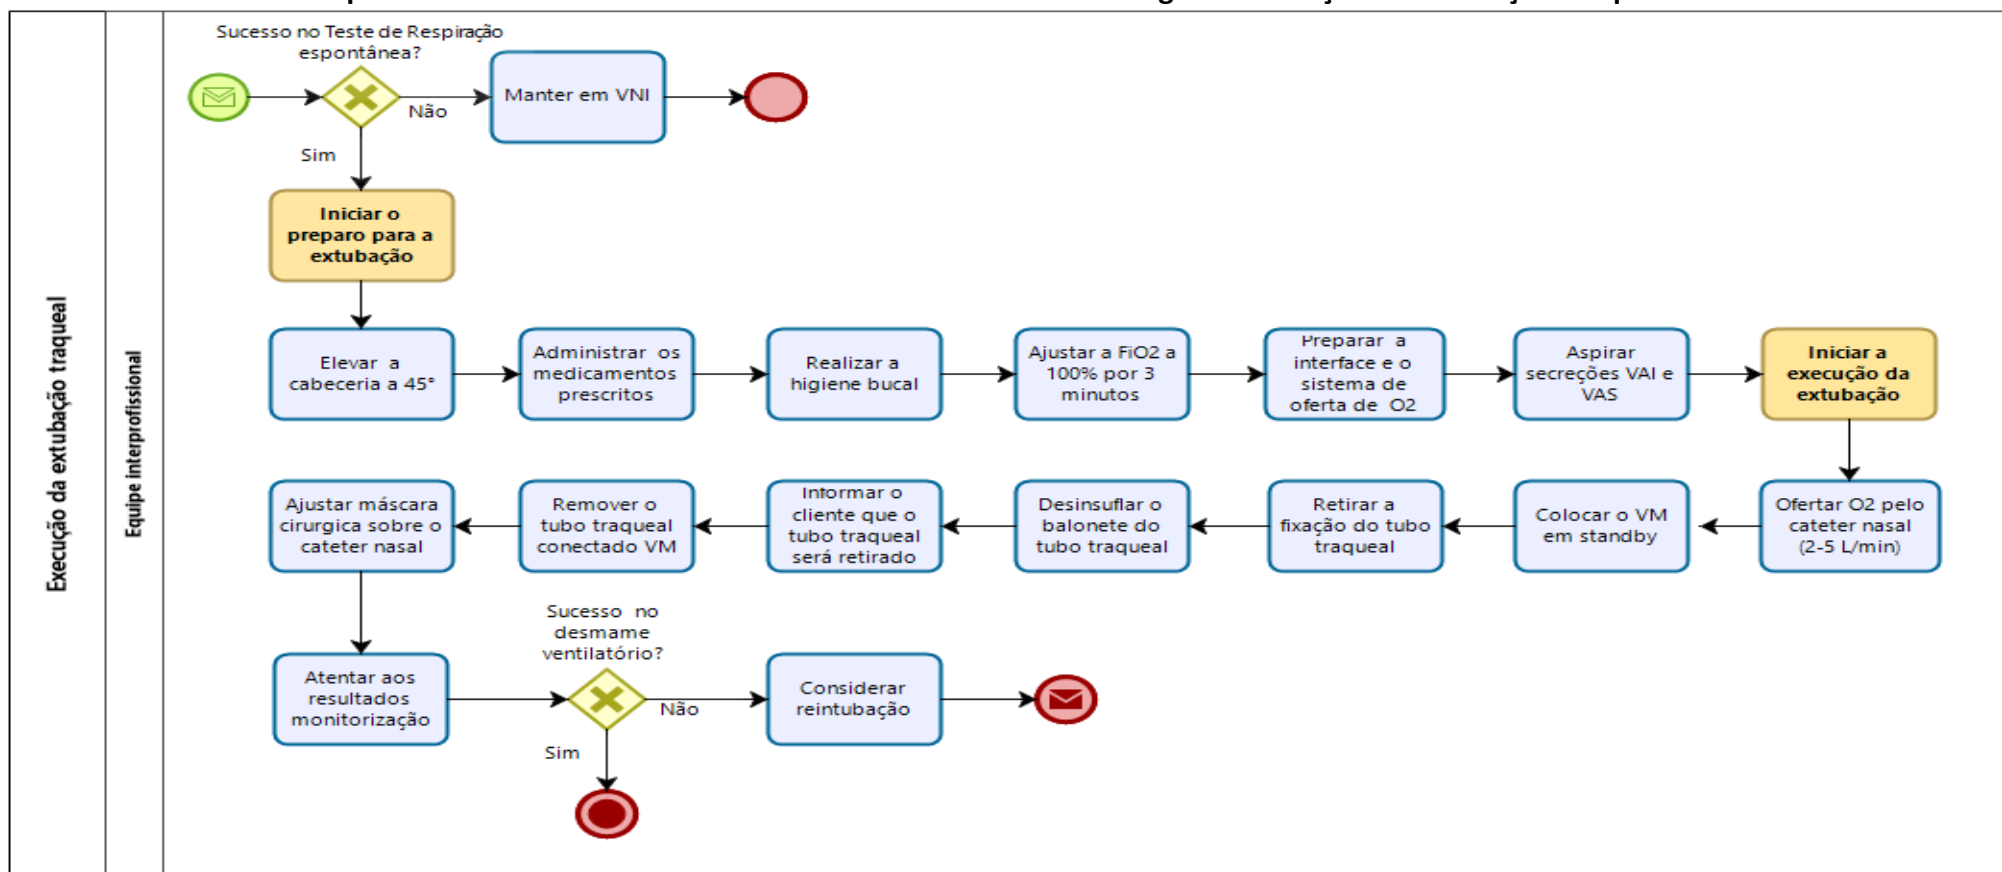 Execução da extubação traqueal
Equipe interprofissional
Sucesso no Teste de Respiração
espontânea?
Não
Manter em VNI
Sim
Iniciar o
preparo para a
extubação
Elevar a
cabeceria a 45°
Administrar os
medicamentos
prescritos
Realizar a
higiene bucal
Ajustar a FiO2 a
100% por 3
minutos
Preparar a
interface e o
sistema de
oferta de O2
Aspirar
secreções VAI e
VAS
Iniciar a
execução da
extubação
Ofertar O2 pelo
cateter nasal
(2-5 L/min)
Colocar o VM
em standby
Retirar a
fixação do tubo
traqueal
Desinsuflar o
balonete do
tubo traqueal
Informar o
cliente que o
tubo traqueal
será retirado
Remover o
tubo traqueal
conectado VM
Ajustar máscara
cirurgica sobre o
cateter nasal
Atentar aos
resultados
monitorização
Sucesso no
desmame
ventilatório?
Não
Considerar
reintubação
Sim